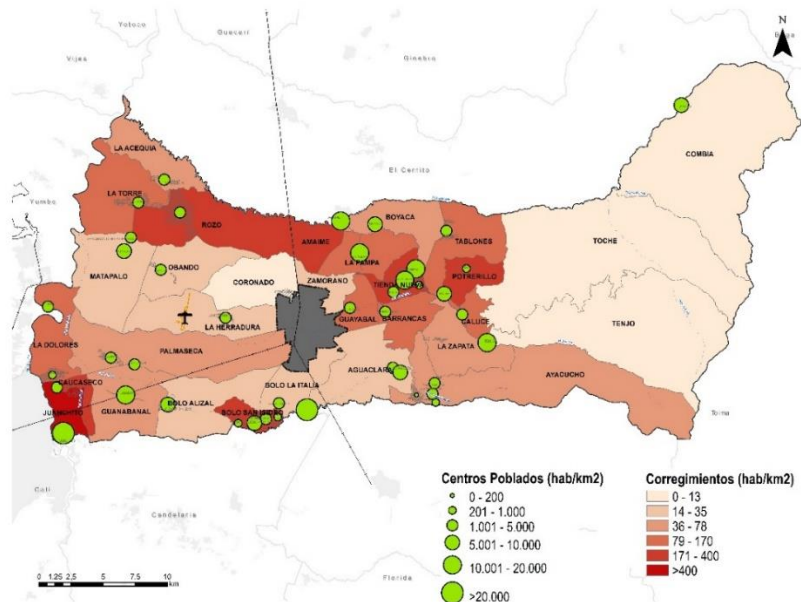 N
Yotoco
Guacarí
Vijes
Ginebra
El Cerrito
Yumbo
LA ACEQUIA
LA TORRE
ROZO
COMBIA
BOYACA
AMAIME
TABLONES
TOCHE
LA PAMPA
MATAPALO
OBANDO
CORONADO
ZAMORANO
TIENDA NUEVA
POTRERILLO
LA HERRADURA
GUAYABAL
BARRANCAS
CALUCE
TENJO
LA DOLORES
PALMASECA
LA ZAPATA
CAUCASECO
AGUACLARA
AYACUCHO
JUANCHITO
GUANABANAL
BOLO ALIZAL
BOLO LA ITALIA
BOLO SAN ISIDRO
Cali
Candelaria
Florida
Centros Poblados (hab/km2)
0 - 200
201 - 1.000
1.001 - 5.000
5.001 - 10.000
10.001 - 20.000
>20.000
Corregimientos (hab/km2)
0 - 13
14 - 35
36 - 78
79 - 170
171 - 400
>400
0 1.25 2.5 5 7.5 10
km